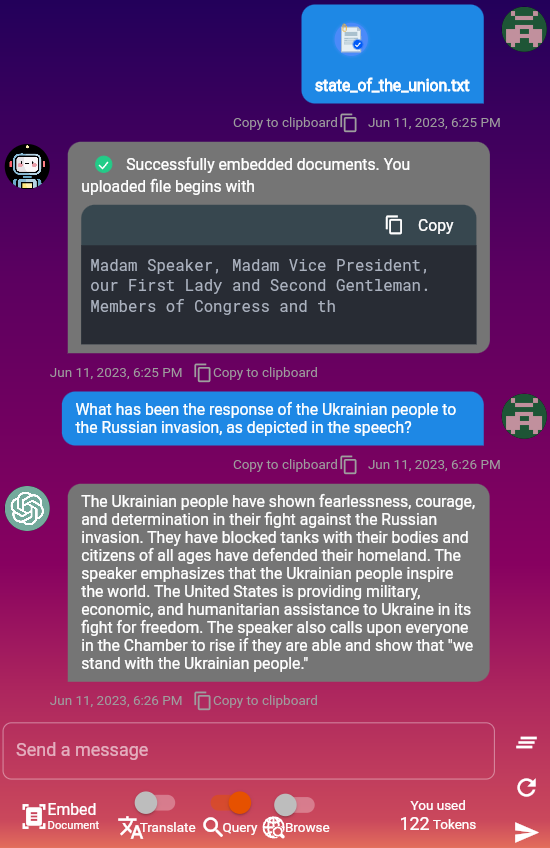 state_of_the_union.txt
Copy to clipboard Jun 11, 2023, 6:25 PM
Successfully embedded documents. You
uploaded file begins with
Copy
Madam Speaker, Madam Vice President,
our First Lady and Second Gentleman.
Members of Congress and th
Jun 11, 2023, 6:25 PM Copy to clipboard
What has been the response of the Ukrainian people to
the Russian invasion, as depicted in the speech?
Copy to clipboard Jun 11, 2023, 6:26 PM
The Ukrainian people have shown fearlessness, courage,
and determination in their fight against the Russian
invasion. They have blocked tanks with their bodies and
citizens of all ages have defended their homeland. The
speaker emphasizes that the Ukrainian people inspire
the world. The United States is providing military,
economic, and humanitarian assistance to Ukraine in its
fight for freedom. The speaker also calls upon everyone
in the Chamber to rise if they are able and show that "we
stand with the Ukrainian people."
Jun 11, 2023, 6:26 PM Copy to clipboard
Send a message
Embed
Document
Translate
Query
Browse
You used
122 Tokens